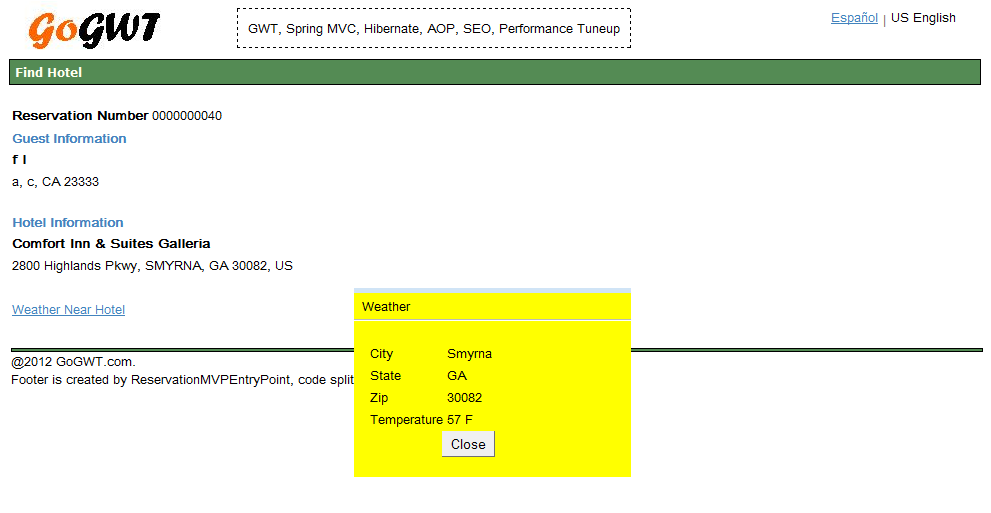 GoGWT
GWT, Spring MVC, Hibernate, AOP, SEO, Performance Tuneup
Español | US English
Find Hotel
Reservation Number 0000000040
Guest Information
f l
a, c, CA 23333
Hotel Information
Comfort Inn & Suites Galleria
2800 Highlands Pkwy, SMYRNA, GA 30082, US
Weather Near Hotel
@2012 GoGWT.com.
Footer is created by ReservationMVPEntryPoint, code split
Weather
City Smyrna
State GA
Zip 30082
Temperature 57 F
Close